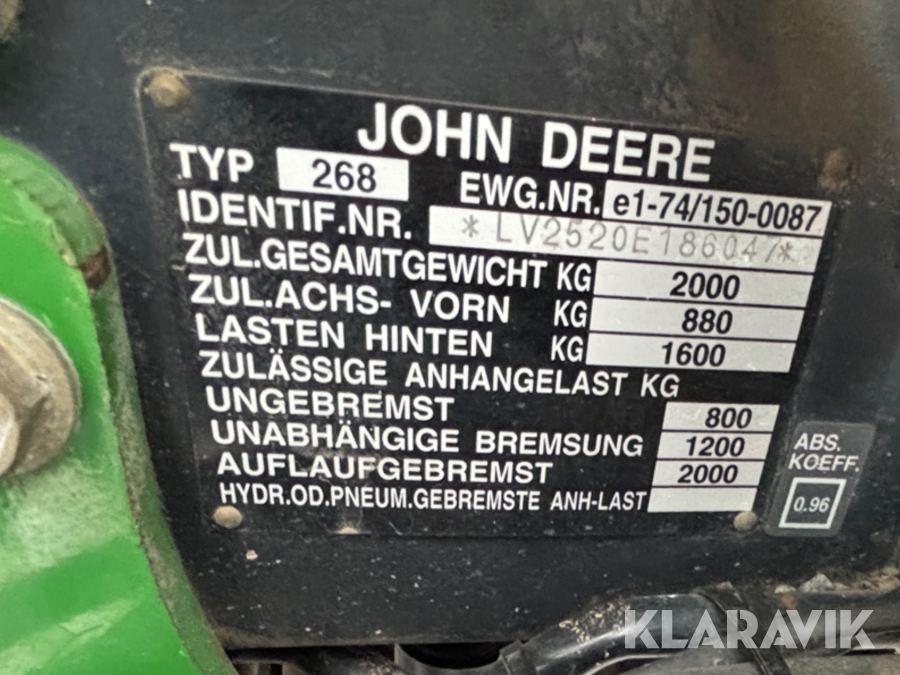 JOHN DEERE
TYP 268 EWG.NR. e1-74/150-0087
IDENTIF.NR. *LV2520E186047*
ZUL.GESAMTGEWICHT KG 2000
ZUL.ACHS- VORN KG 880
LASTEN HINTEN KG 1600
ZULÄSSIGE ANHANGELAST KG
UNGEBREMST 800
UNABHÄNGIGE BREMSUNG 1200
AUFLAUFGEBREMST 2000
HYDR.OD.PNEUM.GEBREMSTE ANH-LAST
ABS.
KOEFF.
0.96
KLARAVIK